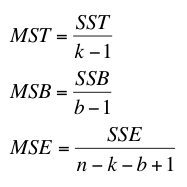 MST = SST / k − 1
MSB = SSB / b − 1
MSE = SSE / n − k − b + 1